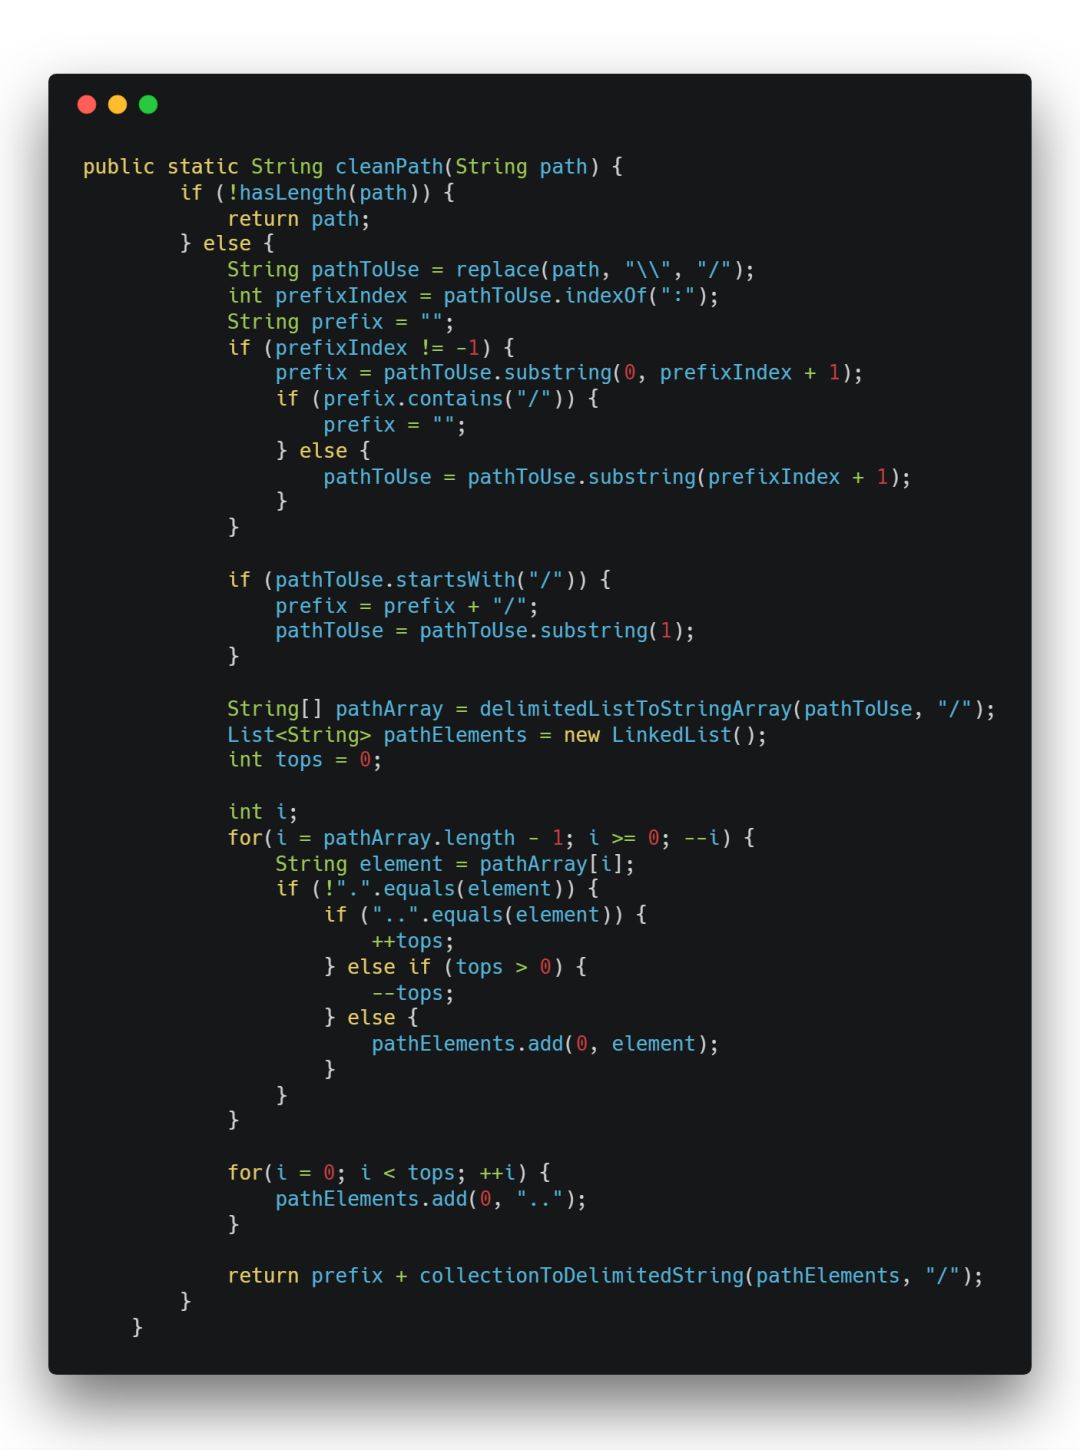 public static String cleanPath(String path) {
        if (!hasLength(path)) {
            return path;
        } else {
            String pathToUse = replace(path, "\\", "/");
            int prefixIndex = pathToUse.indexOf(":");
            String prefix = "";
            if (prefixIndex != -1) {
                prefix = pathToUse.substring(0, prefixIndex + 1);
                if (prefix.contains("/")) {
                    prefix = "";
                } else {
                    pathToUse = pathToUse.substring(prefixIndex + 1);
                }
            }

            if (pathToUse.startsWith("/")) {
                prefix = prefix + "/";
                pathToUse = pathToUse.substring(1);
            }

            String[] pathArray = delimitedListToStringArray(pathToUse, "/");
            List<String> pathElements = new LinkedList();
            int tops = 0;

            int i;
            for(i = pathArray.length - 1; i >= 0; --i) {
                String element = pathArray[i];
                if (!".".equals(element)) {
                    if ("..".equals(element)) {
                        ++tops;
                    } else if (tops > 0) {
                        --tops;
                    } else {
                        pathElements.add(0, element);
                    }
                }
            }

            for(i = 0; i < tops; ++i) {
                pathElements.add(0, "..");
            }

            return prefix + collectionToDelimitedString(pathElements, "/");
        }
    }